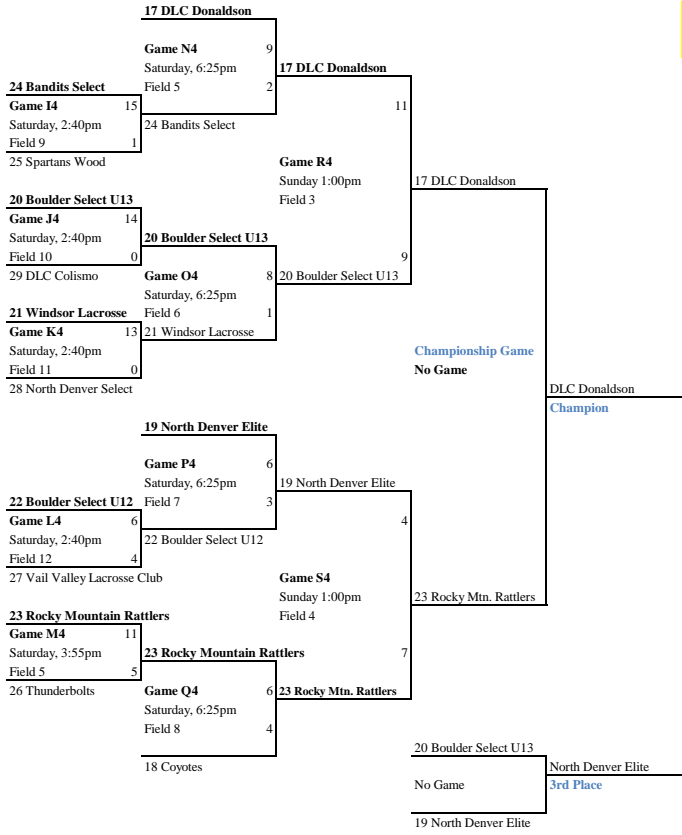 17 DLC Donaldson
Game N4 9
Saturday, 6:25pm
Field 5 2
24 Bandits Select
Game I4 15
Saturday, 2:40pm
Field 9 1
25 Spartans Wood
24 Bandits Select
17 DLC Donaldson
11
Game R4
Sunday 1:00pm
Field 3
9
20 Boulder Select U13
Game J4 14
Saturday, 2:40pm
Field 10 0
29 DLC Colismo
20 Boulder Select U13
Game O4 8
Saturday, 6:25pm
Field 6 1
21 Windsor Lacrosse
20 Boulder Select U13
21 Windsor Lacrosse
Game K4 13
Saturday, 2:40pm
Field 11 0
28 North Denver Select
17 DLC Donaldson
Championship Game
No Game
DLC Donaldson
Champion
19 North Denver Elite
Game P4 6
Saturday, 6:25pm
Field 7 3
22 Boulder Select U12
Game L4 6
Saturday, 2:40pm
Field 12 4
27 Vail Valley Lacrosse Club
22 Boulder Select U12
19 North Denver Elite
4
Game S4
Sunday 1:00pm
Field 4
7
23 Rocky Mtn. Rattlers
23 Rocky Mountain Rattlers
Game M4 11
Saturday, 3:55pm
Field 5 5
26 Thunderbolts
23 Rocky Mountain Rattlers
Game Q4 6
Saturday, 6:25pm
Field 8 4
18 Coyotes
23 Rocky Mtn. Rattlers
20 Boulder Select U13
No Game
19 North Denver Elite
North Denver Elite
3rd Place